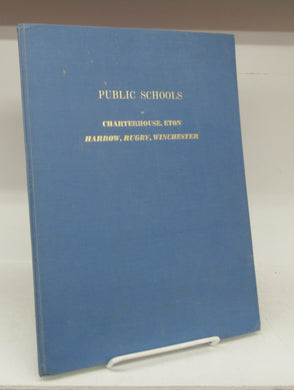 PUBLIC SCHOOLS
CHARTERHOUSE, ETON
HARROW, RUGBY, WINCHESTER